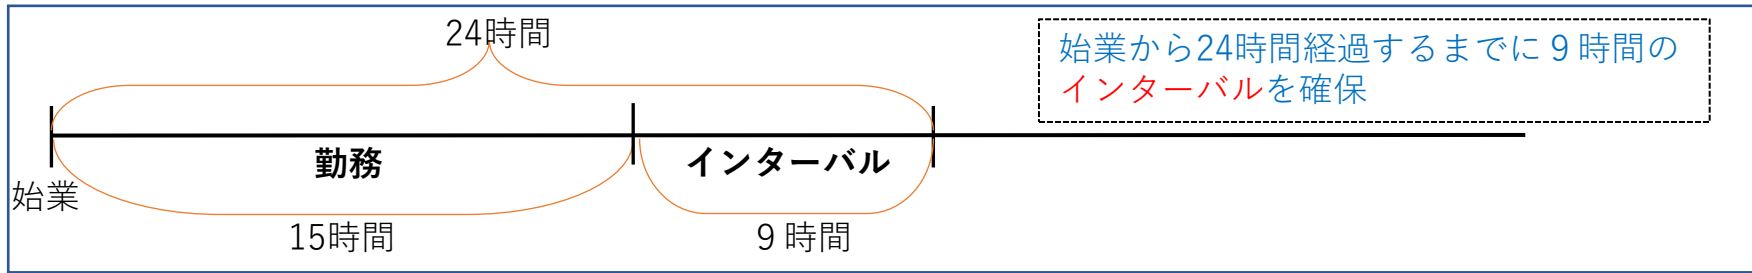 24時間
始業から24時間経過するまでに９時間の
インターバルを確保
勤務
インターバル
始業
15時間
９時間